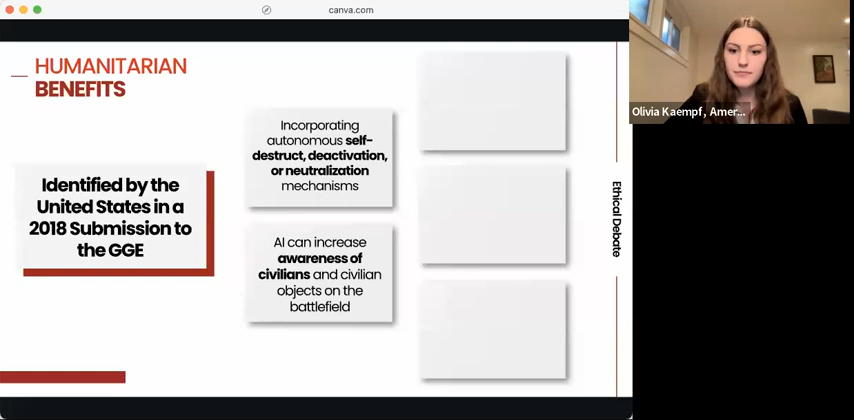 canva.com
HUMANITARIAN
BENEFITS
Identified by the
United States in a
2018 Submission to
the GGE
Incorporating
autonomous self-
destruct, deactivation,
or neutralization
mechanisms
AI can increase
awareness of
civilians and civilian
objects on the
battlefield
Ethical Debate
Olivia Kaempf, Amer...